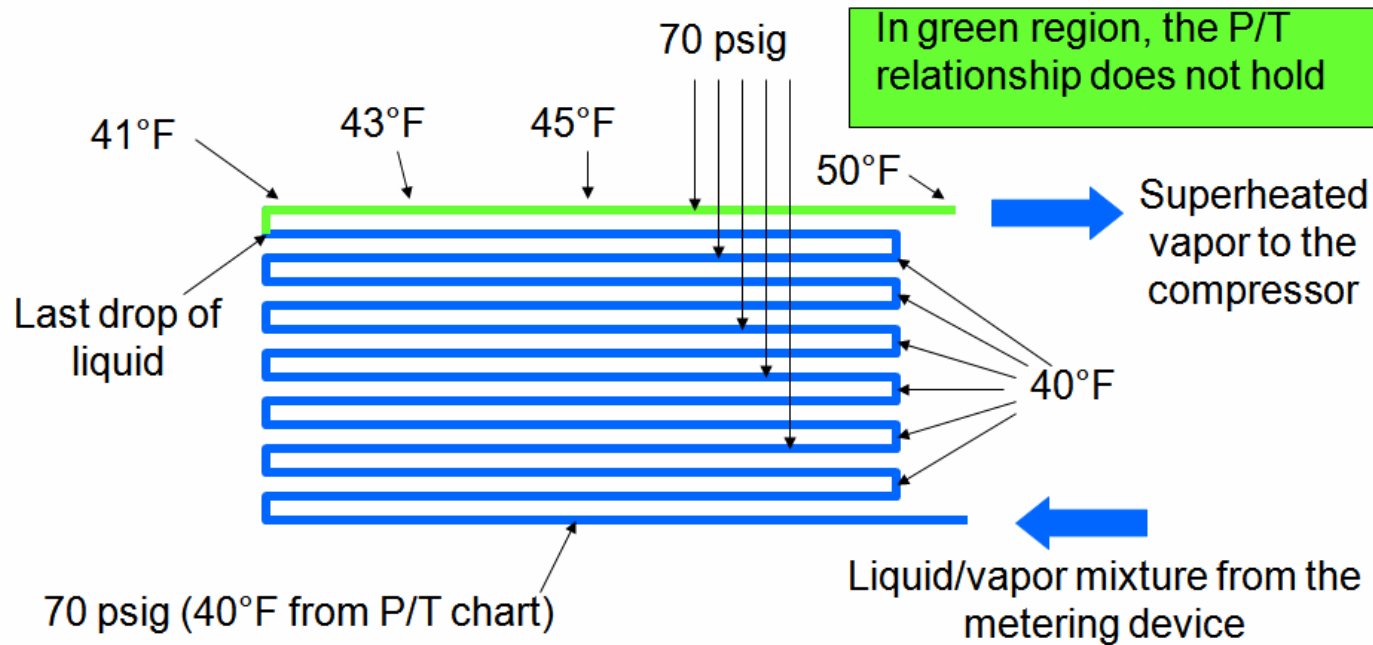 70 psig
In green region, the P/T
relationship does not hold
41°F
43°F
45°F
50°F
Superheated
vapor to the
compressor
Last drop of
liquid
40°F
70 psig (40°F from P/T chart)
Liquid/vapor mixture from the
metering device